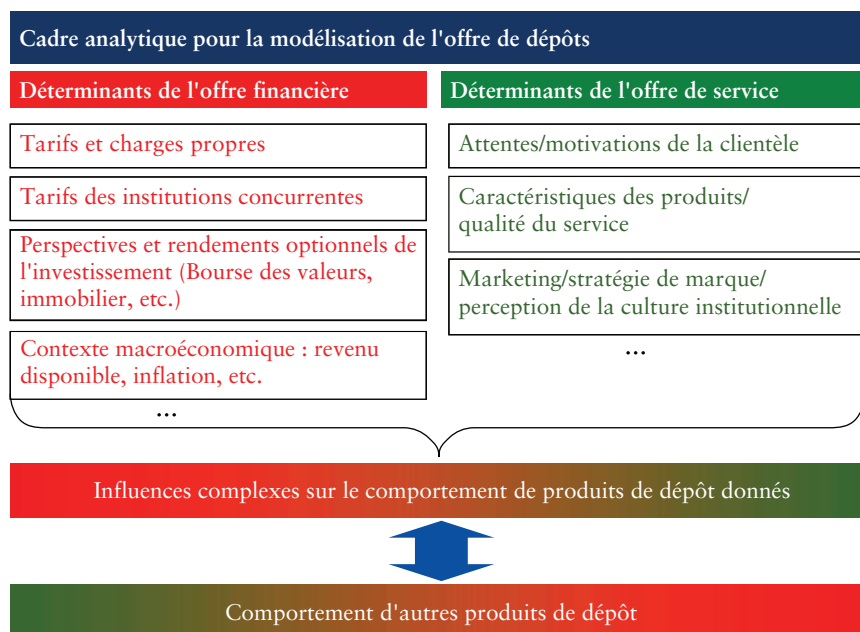 Cadre analytique pour la modélisation de l'offre de dépôts
Déterminants de l'offre financière
Tarifs et charges propres
Tarifs des institutions concurrentes
Perspectives et rendements optionnels de
l'investissement (Bourse des valeurs,
immobilier, etc.)
Contexte macroéconomique : revenu
disponible, inflation, etc.
...
Déterminants de l'offre de service
Attentes/motivations de la clientèle
Caractéristiques des produits/
qualité du service
Marketing/stratégie de marque/
perception de la culture institutionnelle
...
Influences complexes sur le comportement de produits de dépôt donnés
Comportement d'autres produits de dépôt